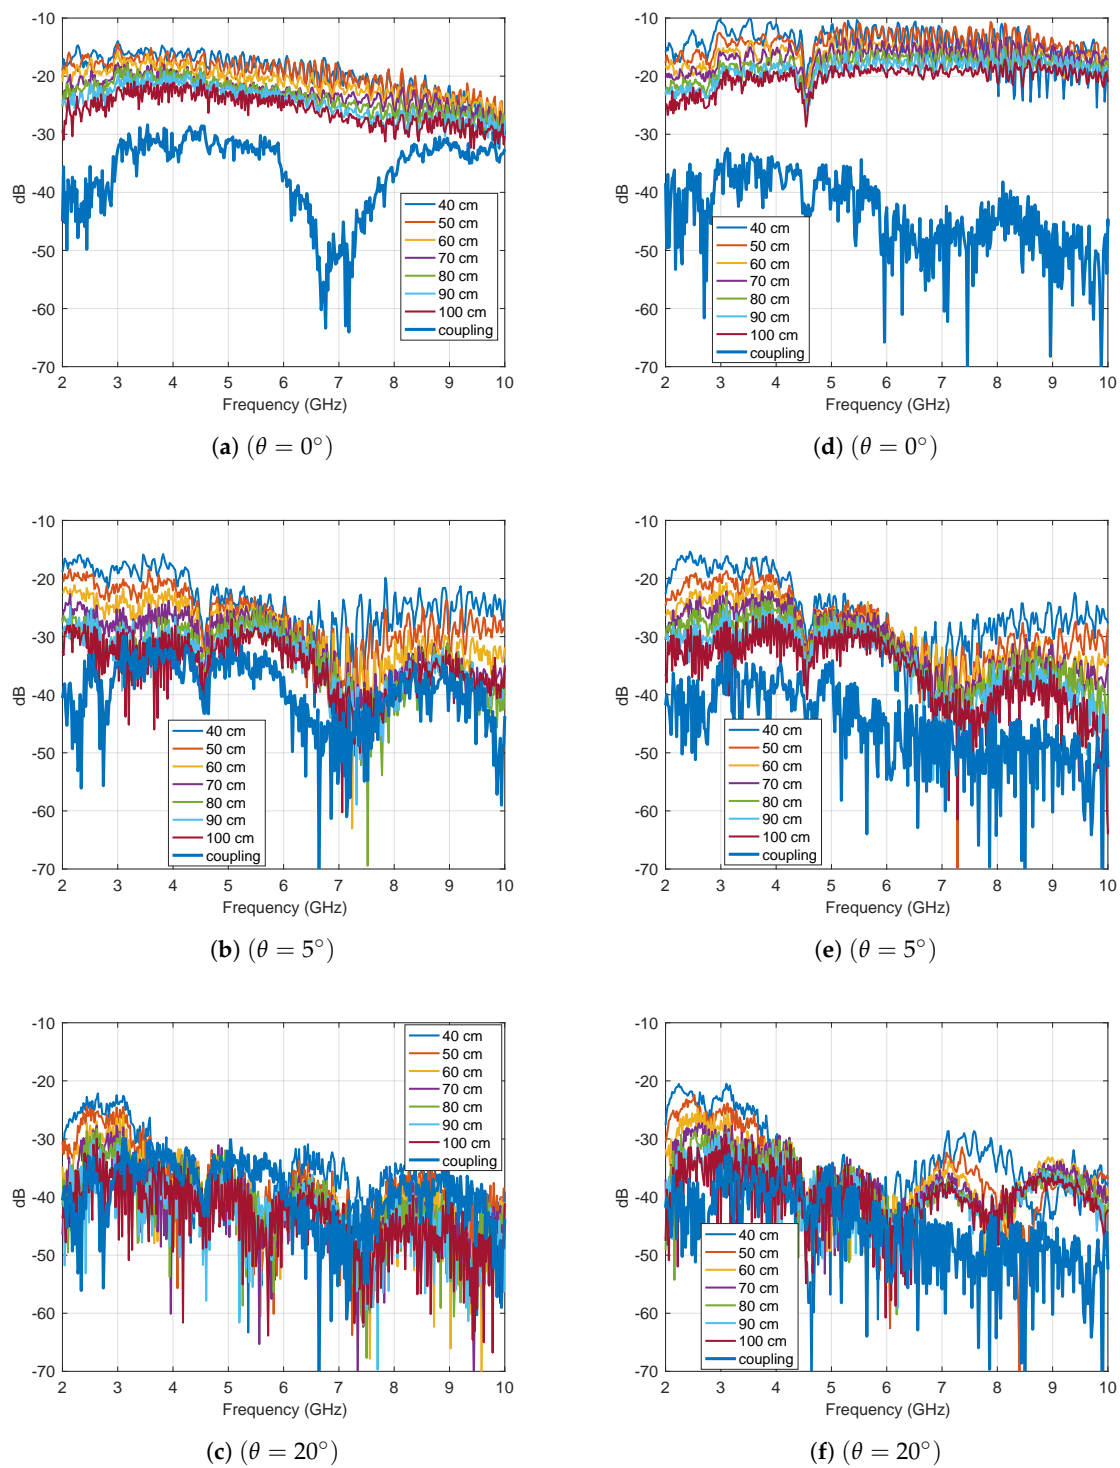 -10
-20
-30
-40
-50
-60
-70
dB
2 3 4 5 6 7 8 9 10
Frequency (GHz)
40 cm
50 cm
60 cm
70 cm
80 cm
90 cm
100 cm
coupling
(a) (θ = 0°)
-10
-20
-30
-40
-50
-60
-70
dB
2 3 4 5 6 7 8 9 10
Frequency (GHz)
40 cm
50 cm
60 cm
70 cm
80 cm
90 cm
100 cm
coupling
(d) (θ = 0°)
-10
-20
-30
-40
-50
-60
-70
dB
2 3 4 5 6 7 8 9 10
Frequency (GHz)
40 cm
50 cm
60 cm
70 cm
80 cm
90 cm
100 cm
coupling
(b) (θ = 5°)
-10
-20
-30
-40
-50
-60
-70
dB
2 3 4 5 6 7 8 9 10
Frequency (GHz)
40 cm
50 cm
60 cm
70 cm
80 cm
90 cm
100 cm
coupling
(e) (θ = 5°)
-10
-20
-30
-40
-50
-60
-70
dB
2 3 4 5 6 7 8 9 10
Frequency (GHz)
40 cm
50 cm
60 cm
70 cm
80 cm
90 cm
100 cm
coupling
(c) (θ = 20°)
-10
-20
-30
-40
-50
-60
-70
dB
2 3 4 5 6 7 8 9 10
Frequency (GHz)
40 cm
50 cm
60 cm
70 cm
80 cm
90 cm
100 cm
coupling
(f) (θ = 20°)